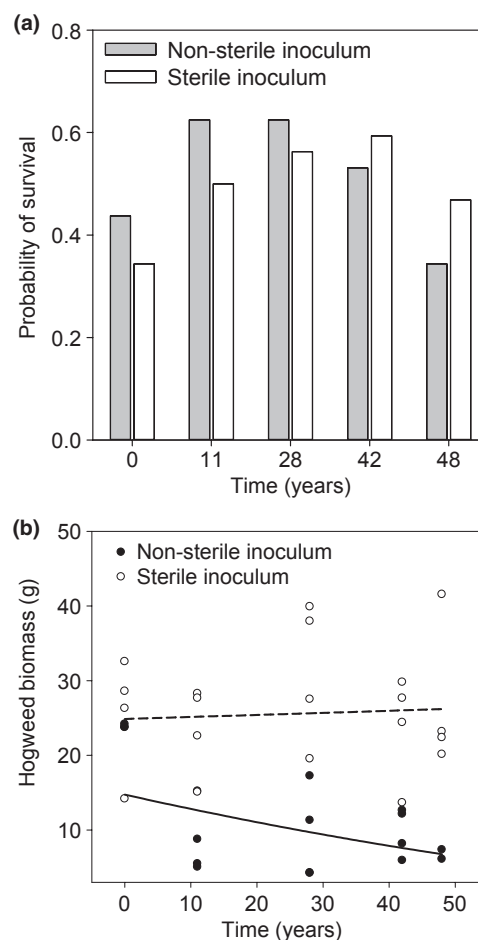 (a)
0.8
Non-sterile inoculum
Sterile inoculum
0.6
0.4
0.2
0.0
Probability of survival
0 11 28 42 48
Time (years)
(b)
50
Non-sterile inoculum
Sterile inoculum
40
30
20
10
Hogweed biomass (g)
0 10 20 30 40 50
Time (years)